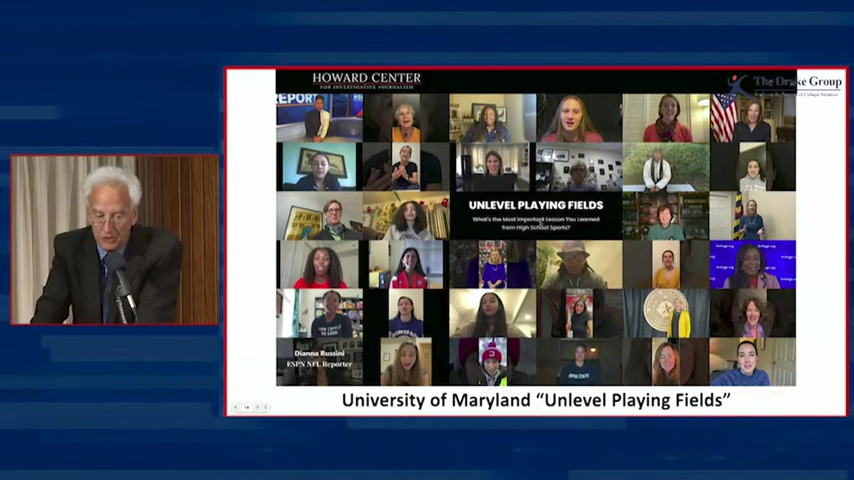 HOWARD CENTER
FOR INVESTIGATIVE JOURNALISM
The Drake Group
REPORT
UNLEVEL PLAYING FIELDS
What's the Most Important Lesson You Learned
from High School Sports?
Dianna Russini
ESPN NFL Reporter
University of Maryland "Unlevel Playing Fields"